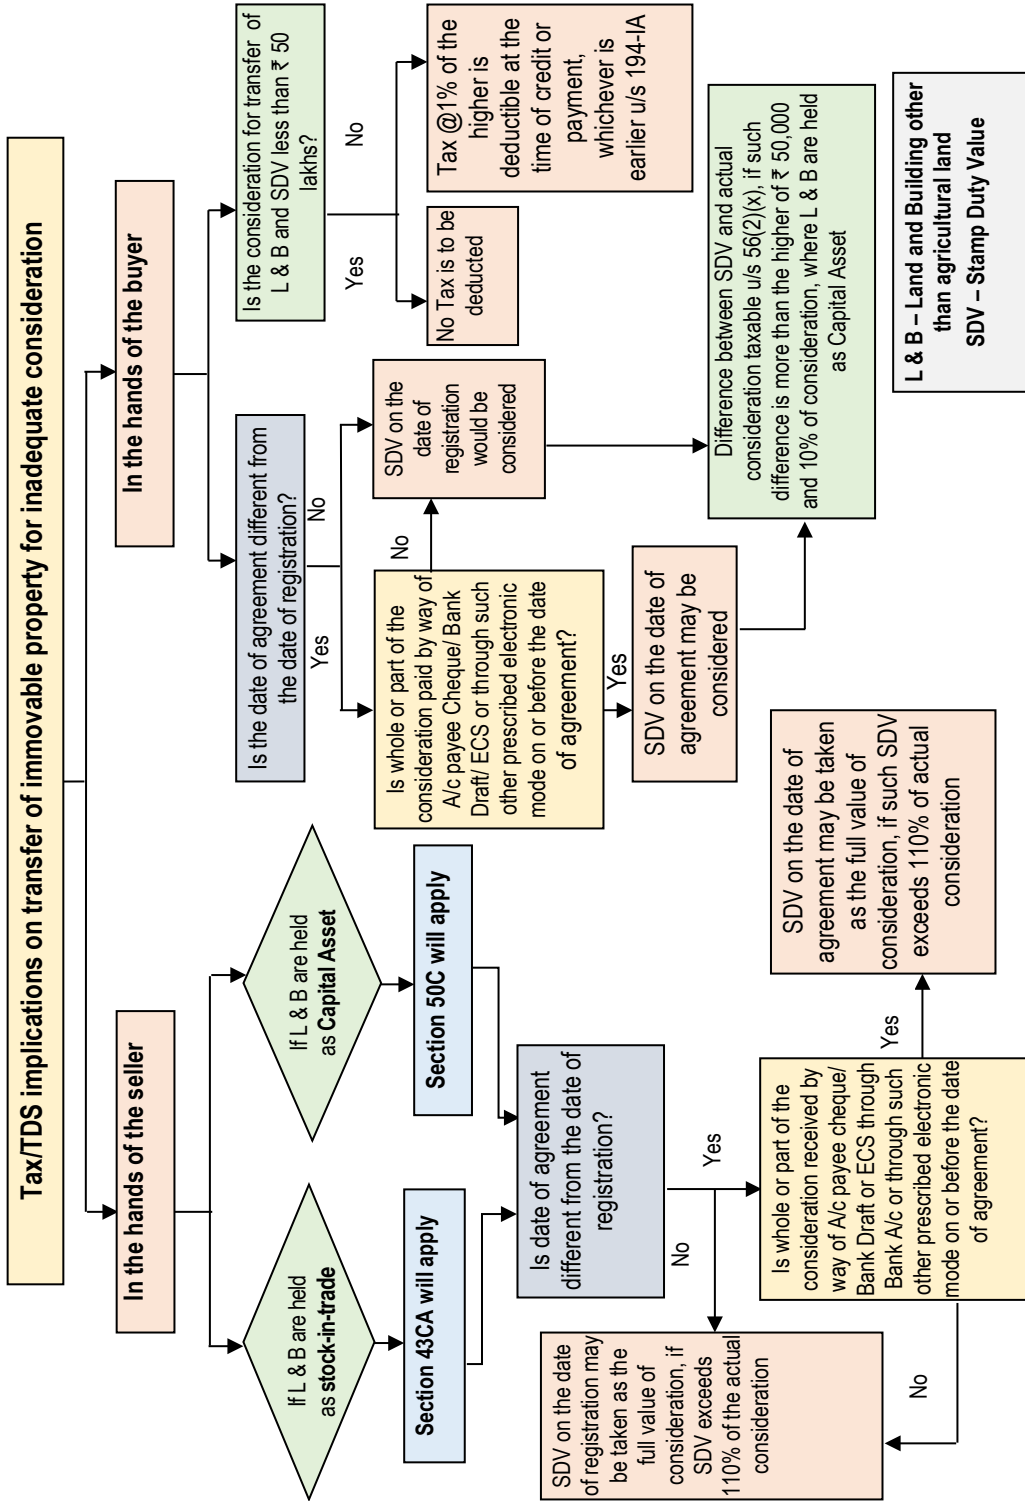 Tax/TDS implications on transfer of immovable property for inadequate consideration
In the hands of the seller
In the hands of the buyer
If L & B are held
as stock-in-trade
If L & B are held
as Capital Asset
Section 43CA will apply
Section 50C will apply
Is date of agreement
different from the date of
registration?
No
Yes
SDV on the date
of registration may
be taken as the
full value of
consideration, if
SDV exceeds
110% of the actual
consideration
Is whole or part of the
consideration received by
way of A/c payee cheque/
Bank Draft or ECS through
Bank A/c or through such
other prescribed electronic
mode on or before the date
of agreement?
No
Yes
SDV on the date of
agreement may be taken
as the full value of
consideration, if such SDV
exceeds 110% of actual
consideration
Is the date of agreement different from
the date of registration?
Yes
No
Is whole or part of the
consideration paid by way of
A/c payee Cheque/ Bank
Draft/ ECS or through such
other prescribed electronic
mode on or before the date
of agreement?
No
Yes
SDV on the
date of
registration
would be
considered
SDV on the date of
agreement may be
considered
Is the consideration for transfer of
L & B and SDV less than ₹ 50
lakhs?
Yes
No
No Tax is to be
deducted
Tax @1% of the
higher is
deductible at the
time of credit or
payment,
whichever is
earlier u/s 194-IA
Difference between SDV and actual
consideration taxable u/s 56(2)(x), if such
difference is more than the higher of ₹ 50,000
and 10% of consideration, where L & B are held
as Capital Asset
L & B – Land and Building other
than agricultural land
SDV – Stamp Duty Value